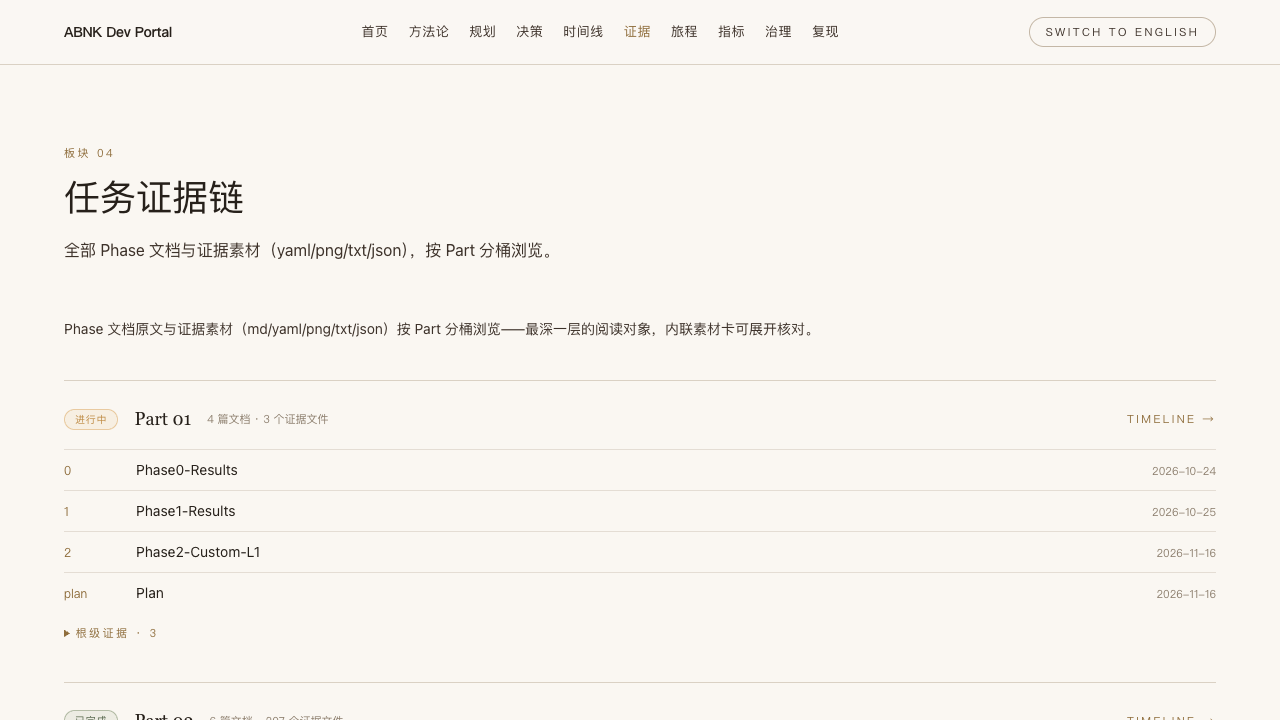 ABNK Dev Portal
首页 方法论 规划 决策 时间线 证据 旅程 指标 治理 复现
SWITCH TO ENGLISH
板块 04
任务证据链
全部 Phase 文档与证据素材（yaml/png/txt/json），按 Part 分桶浏览。
Phase 文档原文与证据素材（md/yaml/png/txt/json）按 Part 分桶浏览——最深一层的阅读对象，内联素材卡可展开核对。
进行中 Part 01 4 篇文档 · 3 个证据文件 TIMELINE →
0 Phase0-Results 2026-10-24
1 Phase1-Results 2026-10-25
2 Phase2-Custom-L1 2026-11-16
plan Plan 2026-11-16
▶ 根级证据 · 3
已完成 Part